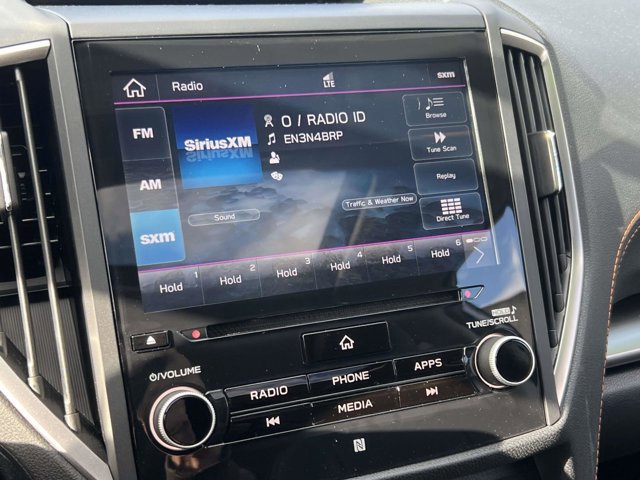 Radio
LTE
sxm
FM
AM
sxm
SiriusXM
0 / RADIO ID
EN3N4BRP
Browse
Tune Scan
Replay
Direct Tune
Sound
Traffic & Weather Now
Hold 1
Hold 2
Hold 3
Hold 4
Hold 5
Hold 6
HOLD
TUNE/SCROLL
VOLUME
RADIO
PHONE
APPS
MEDIA
N